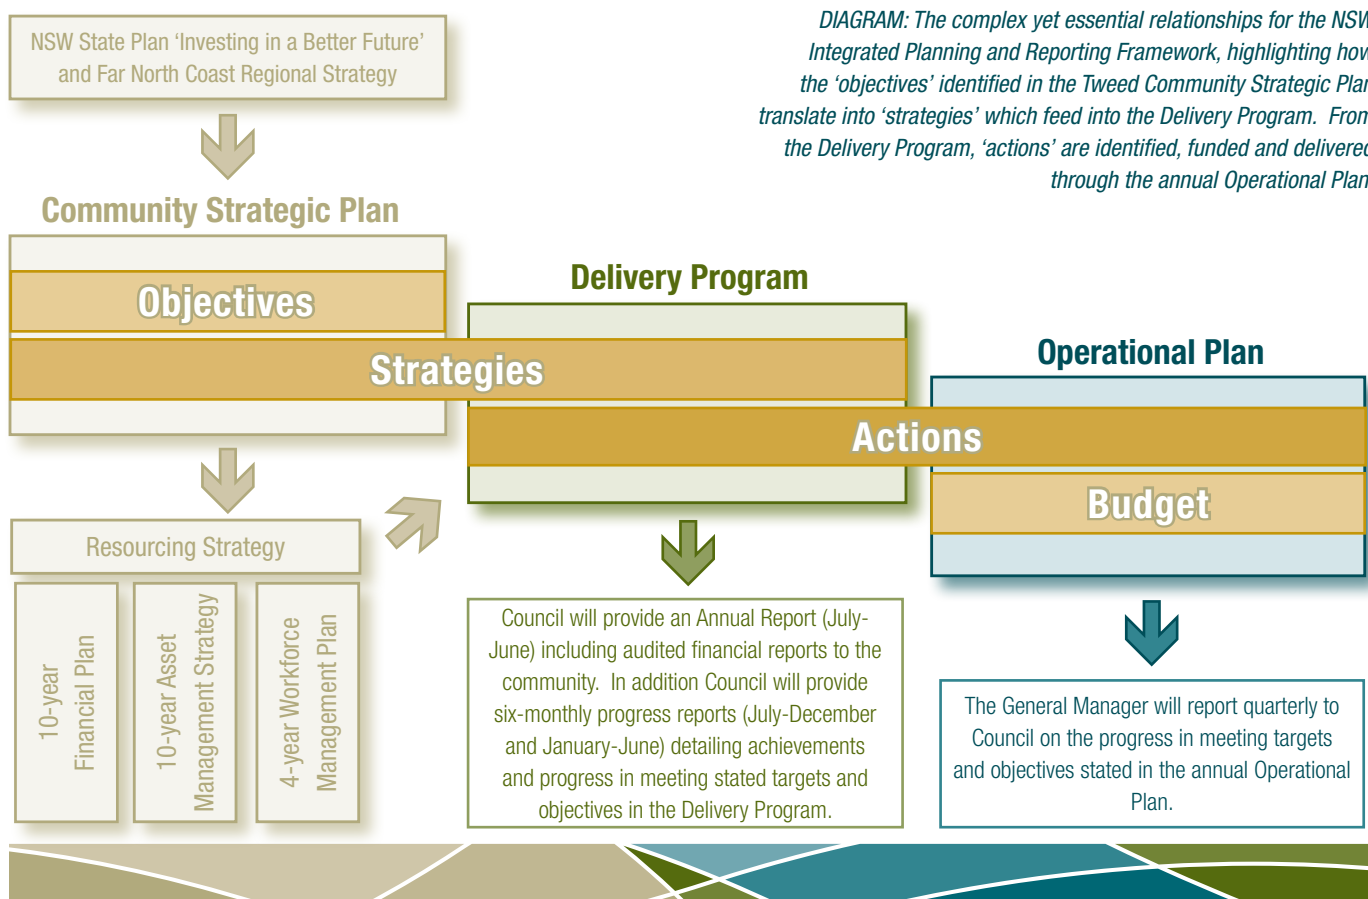 NSW State Plan ‘Investing in a Better Future’
and Far North Coast Regional Strategy
DIAGRAM: The complex yet essential relationships for the NSW
Integrated Planning and Reporting Framework, highlighting how
the ‘objectives’ identified in the Tweed Community Strategic Plan
translate into ‘strategies’ which feed into the Delivery Program. From
the Delivery Program, ‘actions’ are identified, funded and delivered
through the annual Operational Plan
Community Strategic Plan
Objectives
Delivery Program
Strategies
Operational Plan
Actions
Budget
Resourcing Strategy
10-year
Financial Plan
10-year Asset
Management Strategy
4-year Workforce
Management Plan
Council will provide an Annual Report (July-
June) including audited financial reports to the
community. In addition Council will provide
six-monthly progress reports (July-December
and January-June) detailing achievements
and progress in meeting stated targets and
objectives in the Delivery Program.
The General Manager will report quarterly to
Council on the progress in meeting targets
and objectives stated in the annual Operational
Plan.